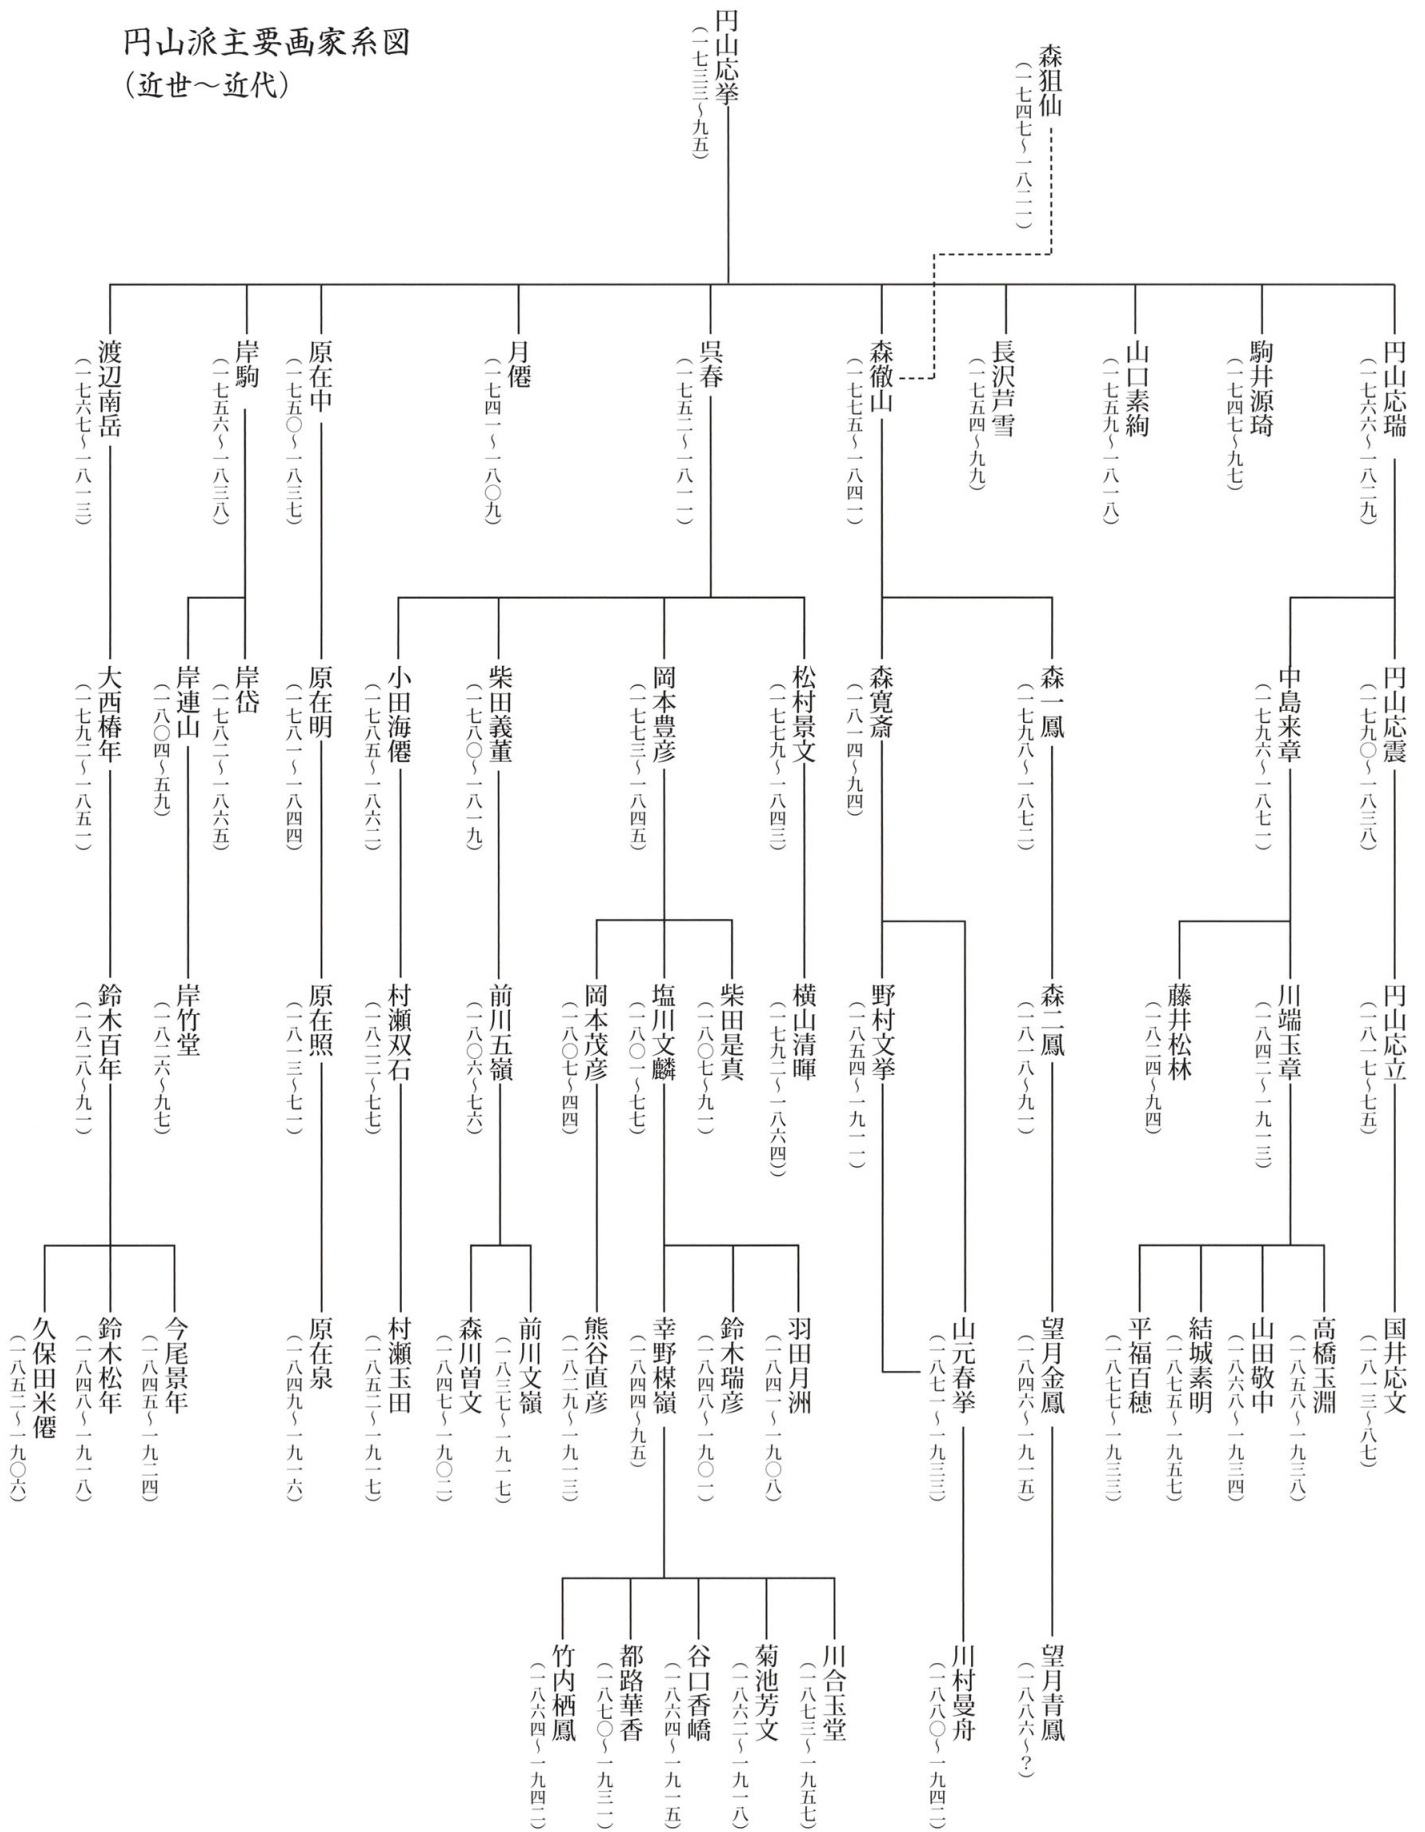 円山派主要画家系図
（近世～近代）
円山応挙
（一七三三～九五）
森狙仙
（一七四七～一八二一）
円山応瑞
（一七六六～一八二九）
駒井源琦
（一七四七～九七）
山口素絢
（一七五九～一八一八）
長沢芦雪
（一七五四～九九）
森徹山
（一七七五～一八四一）
呉春
（一七五二～一八一一）
月僊
（一七四一～一八〇九）
原在中
（一七五〇～一八三七）
岸駒
（一七五六～一八三八）
渡辺南岳
（一七六七～一八一三）
円山応震
（一七九〇～一八三八）
中島来章
（一七九六～一八七一）
森一鳳
（一七九八～一八七二）
森寛斎
（一八一四～九四）
松村景文
（一七七九～一八四三）
岡本豊彦
（一七七三～一八四五）
柴田義董
（一七八〇～一八一九）
小田海僊
（一七八五～一八六二）
原在明
（一七八一～一八四四）
岸岱
（一七八二～一八六五）
岸連山
（一八〇四～五九）
大西椿年
（一七九二～一八五一）
円山応立
（一八一七～七五）
川端玉章
（一八四二～一九一三）
藤井松林
（一八二四～九四）
森二鳳
（一八一八～九一）
野村文挙
（一八五四～一九一一）
横山清暉
（一七九二～一八六四）
柴田是真
（一八〇七～九一）
塩川文麟
（一八〇一～七七）
岡本茂彦
（一八〇七～四四）
前川五嶺
（一八〇六～七六）
村瀬双石
（一八二二～七七）
原在照
（一八一三～七一）
岸竹堂
（一八二六～九七）
鈴木百年
（一八二八～九一）
国井応文
（一八三三～八七）
高橋玉淵
（一八五八～一九三八）
山田敬中
（一八六八～一九三四）
結城素明
（一八七五～一九五七）
平福百穂
（一八七七～一九三三）
望月金鳳
（一八四六～一九一五）
山元春挙
（一八七一～一九三三）
羽田月洲
（一八四一～一九〇八）
鈴木瑞彦
（一八四八～一九〇一）
幸野楳嶺
（一八四四～九五）
熊谷直彦
（一八二九～一九一三）
前川文嶺
（一八三七～一九一七）
森川曽文
（一八四七～一九〇二）
村瀬玉田
（一八五二～一九一七）
原在泉
（一八四九～一九一六）
今尾景年
（一八四五～一九二四）
鈴木松年
（一八四八～一九一八）
久保田米僊
（一八五二～一九〇六）
望月青鳳
（一八八六～？）
川村曼舟
（一八八〇～一九四二）
川合玉堂
（一八七三～一九五七）
菊池芳文
（一八六二～一九一八）
谷口香嶠
（一八六四～一九一五）
都路華香
（一八七〇～一九三一）
竹内栖鳳
（一八六四～一九四二）